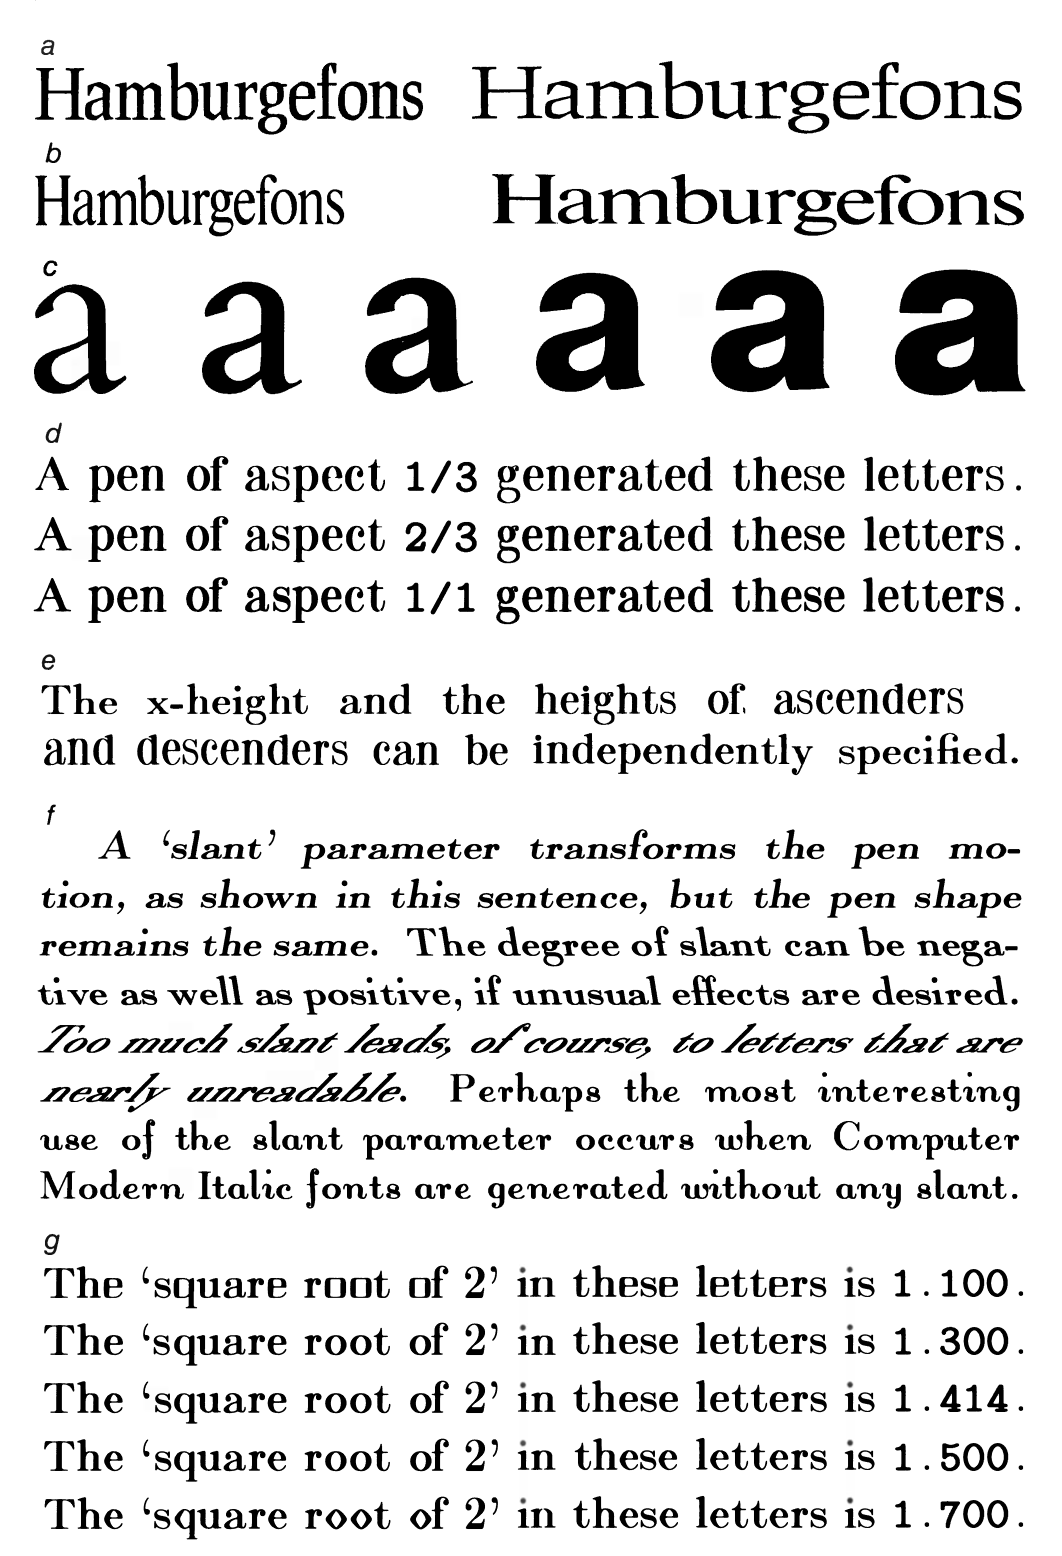 a
Hamburgefons Hamburgefons
b
Hamburgefons Hamburgefons
c
a a a a a a
d
A pen of aspect 1/3 generated these letters.
A pen of aspect 2/3 generated these letters.
A pen of aspect 1/1 generated these letters.
e
The x-height and the heights of ascenders
and descenders can be independently specified.
f
A ‘slant’ parameter transforms the pen mo-
tion, as shown in this sentence, but the pen shape
remains the same. The degree of slant can be nega-
tive as well as positive, if unusual effects are desired.
Too much slant leads, of course, to letters that are
nearly unreadable. Perhaps the most interesting
use of the slant parameter occurs when Computer
Modern Italic fonts are generated without any slant.
g
The ‘square root of 2’ in these letters is 1.100.
The ‘square root of 2’ in these letters is 1.300.
The ‘square root of 2’ in these letters is 1.414.
The ‘square root of 2’ in these letters is 1.500.
The ‘square root of 2’ in these letters is 1.700.